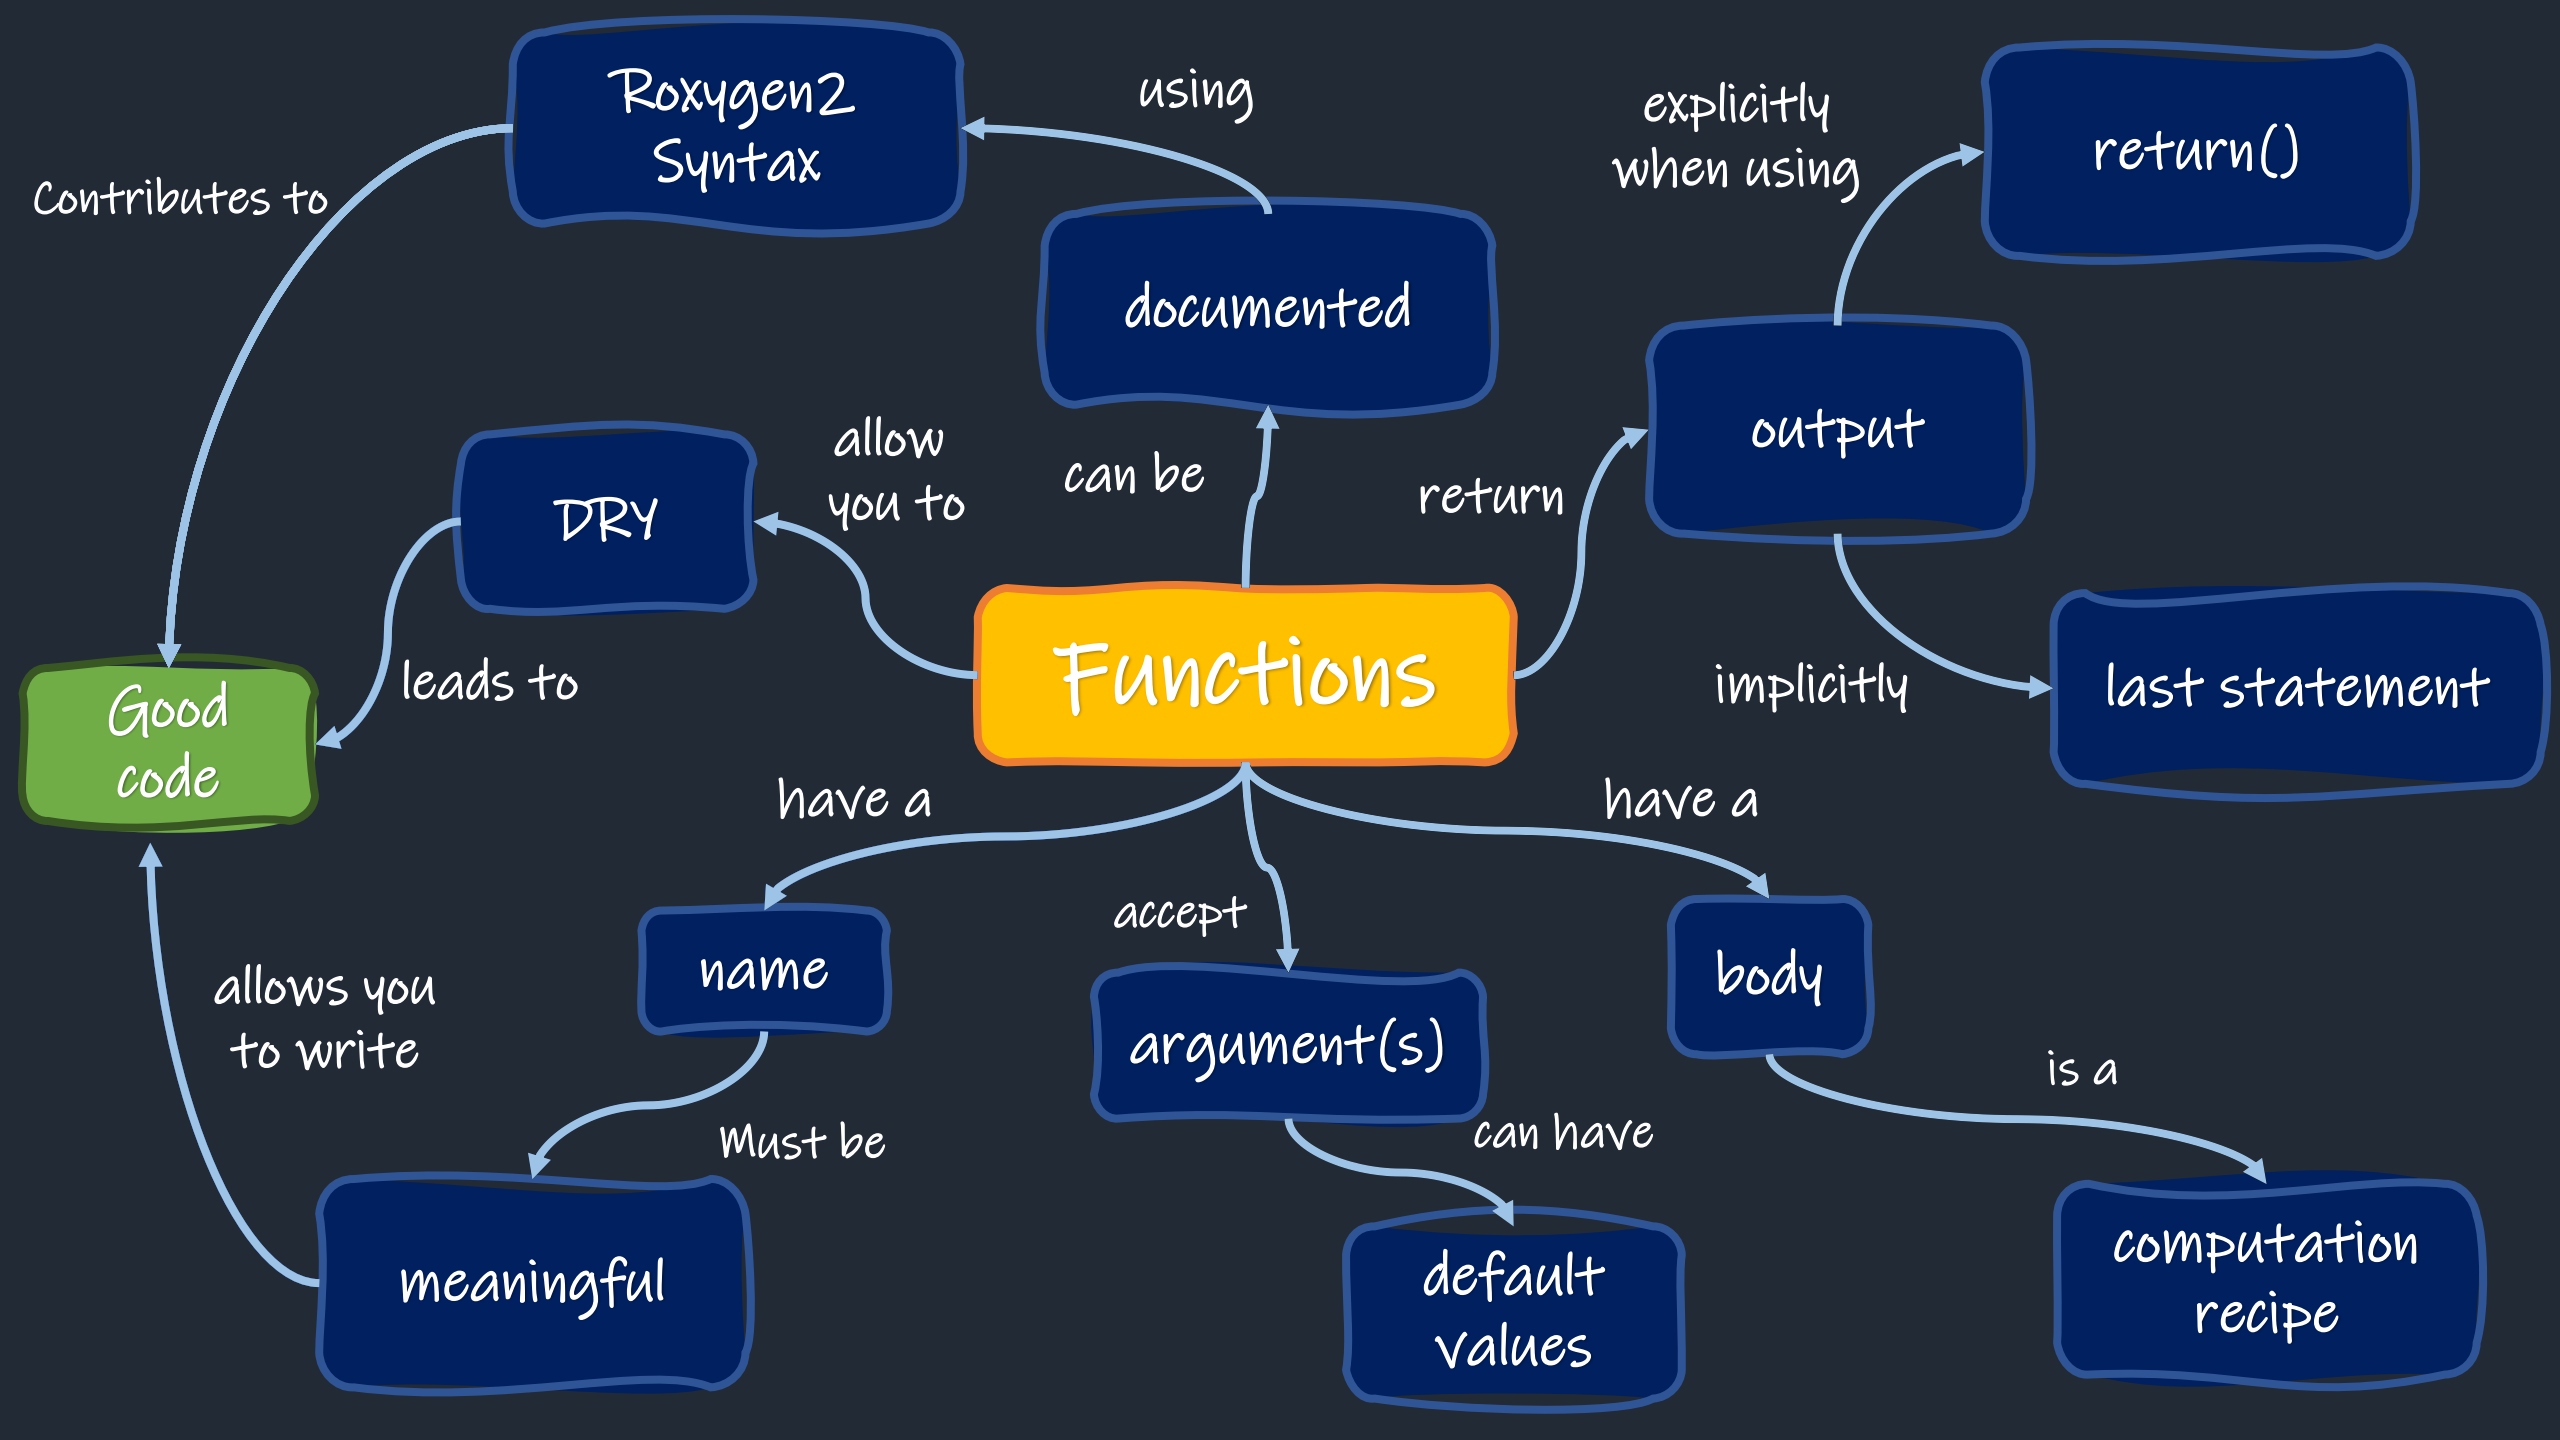 Roxygen2
Syntax
using
explicitly
when using
return()
Contributes to
documented
output
allow
you to
can be
return
DRY
leads to
Functions
implicitly
last statement
Good
code
have a
have a
accept
name
body
allows you
to write
argument(s)
is a
Must be
can have
meaningful
default
values
computation
recipe